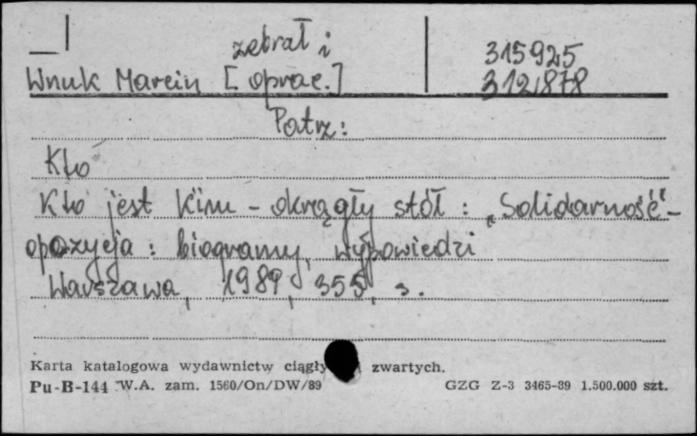 zebrał i 315925
Wnuk Marcin [oprac.] 312878
Patrz:
Kto
Kto jest kim - okrągły stół : „Solidarność"-
opozycja : biogramy, wypowiedzi
Warszawa, 1989, 355, s.
Karta katalogowa wydawnictw ciągły zwartych.
Pu-B-144 W.A. zam. 1560/On/DW/89 GZG Z-3 3465-89 1.500.000 szt.